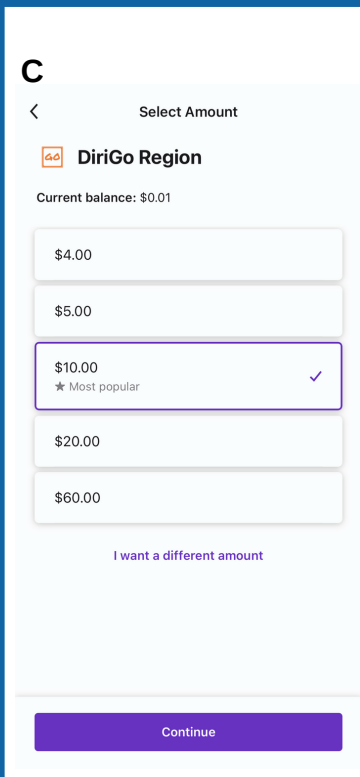 C
Select Amount
GO DiriGo Region
Current balance: $0.01
$4.00
$5.00
$10.00
★ Most popular
$20.00
$60.00
I want a different amount
Continue